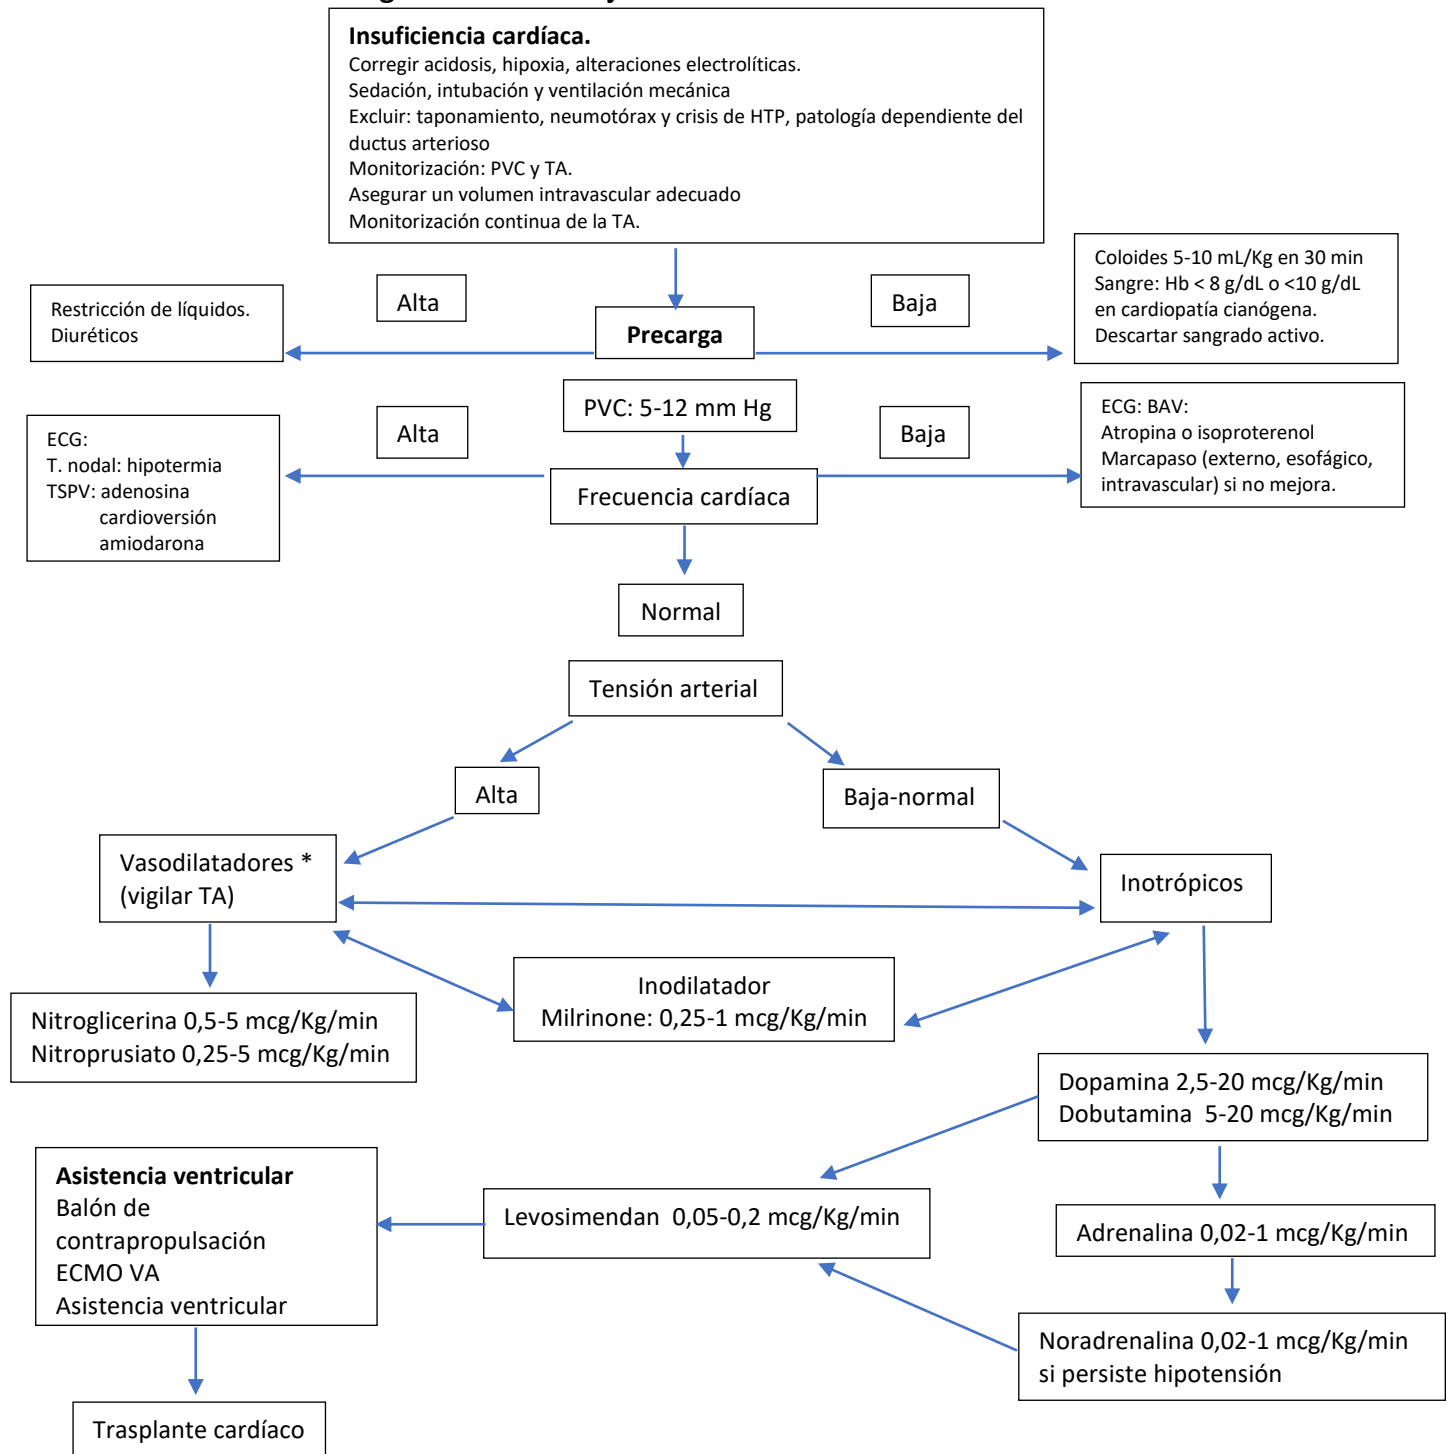 Insuficiencia cardíaca.
Corregir acidosis, hipoxia, alteraciones electrolíticas.
Sedación, intubación y ventilación mecánica
Excluir: taponamiento, neumotórax y crisis de HTP, patología dependiente del
ductus arterioso
Monitorización: PVC y TA.
Asegurar un volumen intravascular adecuado
Monitorización continua de la TA.
Restricción de líquidos.
Diuréticos
Alta
Precarga
Baja
Coloides 5-10 mL/Kg en 30 min
Sangre: Hb < 8 g/dL o <10 g/dL
en cardiopatía cianógena.
Descartar sangrado activo.
PVC: 5-12 mm Hg
ECG:
T. nodal: hipotermia
TSPV: adenosina
cardioversión
amiodarona
Alta
Frecuencia cardíaca
Baja
ECG: BAV:
Atropina o isoproterenol
Marcapaso (externo, esofágico,
intravascular) si no mejora.
Normal
Tensión arterial
Alta
Baja-normal
Vasodilatadores *
(vigilar TA)
Inotrópicos
Inodilatador
Milrinone: 0,25-1 mcg/Kg/min
Nitroglicerina 0,5-5 mcg/Kg/min
Nitroprusiato 0,25-5 mcg/Kg/min
Dopamina 2,5-20 mcg/Kg/min
Dobutamina 5-20 mcg/Kg/min
Asistencia ventricular
Balón de
contrapropulsación
ECMO VA
Asistencia ventricular
Levosimendan 0,05-0,2 mcg/Kg/min
Adrenalina 0,02-1 mcg/Kg/min
Noradrenalina 0,02-1 mcg/Kg/min
si persiste hipotensión
Trasplante cardíaco